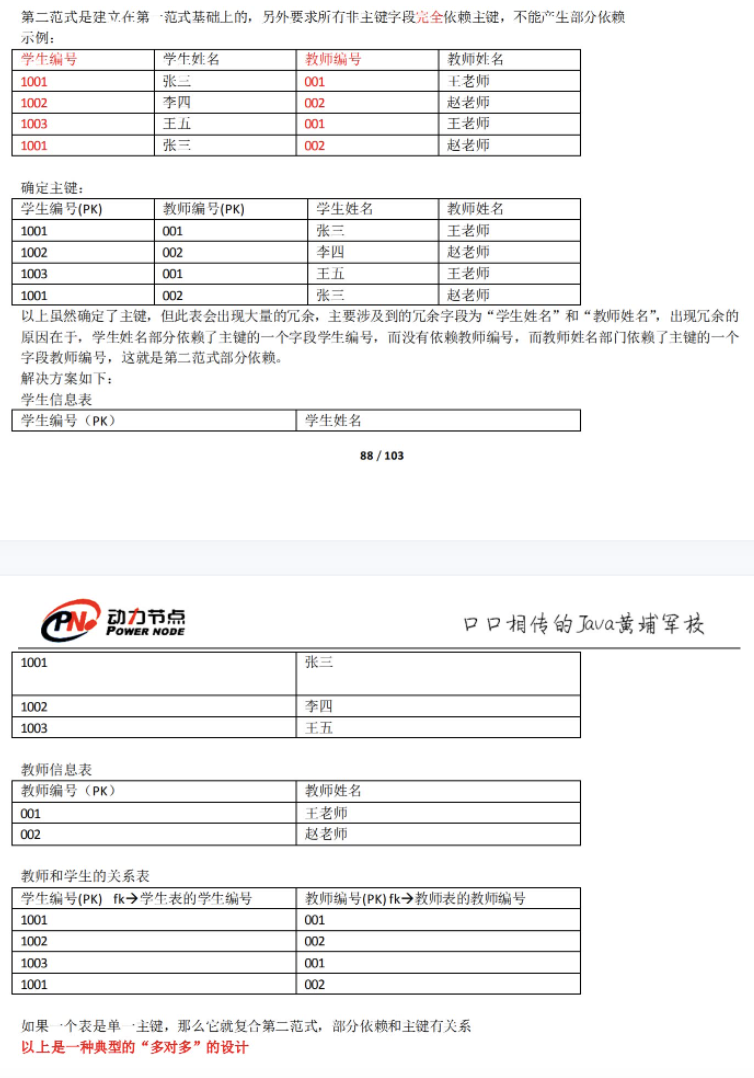 第二范式是建立在第一范式基础上的，另外要求所有非主键字段完全依赖主键，不能产生部分依赖
示例：
学生编号 学生姓名 教师编号 教师姓名
1001 张三 001 王老师
1002 李四 002 赵老师
1003 王五 001 王老师
1001 张三 002 赵老师
确定主键：
学生编号(PK) 教师编号(PK) 学生姓名 教师姓名
1001 001 张三 王老师
1002 002 李四 赵老师
1003 001 王五 王老师
1001 002 张三 赵老师
以上虽然确定了主键，但此表会出现大量的冗余，主要涉及到的冗余字段为“学生姓名”和“教师姓名”，出现冗余的
原因在于，学生姓名部分依赖了主键的一个字段学生编号，而没有依赖教师编号，而教师姓名部门依赖了主键的一个
字段教师编号，这就是第二范式部分依赖。
解决方案如下：
学生信息表
学生编号（PK） 学生姓名
88 / 103
PN 动力节点
POWER NODE
口口相传的Java黄埔军校
1001 张三
1002 李四
1003 王五
教师信息表
教师编号（PK） 教师姓名
001 王老师
002 赵老师
教师和学生的关系表
学生编号(PK) fk→学生表的学生编号 教师编号(PK) fk→教师表的教师编号
1001 001
1002 002
1003 001
1001 002
如果一个表是单一主键，那么它就复合第二范式，部分依赖和主键有关系
以上是一种典型的“多对多”的设计